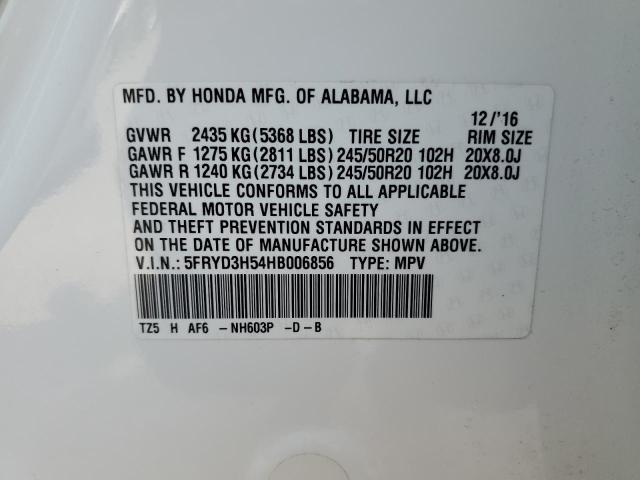 MFD. BY HONDA MFG. OF ALABAMA, LLC
12/'16
GVWR 2435 KG(5368 LBS) TIRE SIZE RIM SIZE
GAWR F 1275 KG(2811 LBS) 245/50R20 102H 20X8.0J
GAWR R 1240 KG(2734 LBS) 245/50R20 102H 20X8.0J
THIS VEHICLE CONFORMS TO ALL APPLICABLE
FEDERAL MOTOR VEHICLE SAFETY
AND THEFT PREVENTION STANDARDS IN EFFECT
ON THE DATE OF MANUFACTURE SHOWN ABOVE.
V.I.N.: 5FRYD3H54HB006856 TYPE: MPV
TZ5 H AF6 - NH603P -D-B